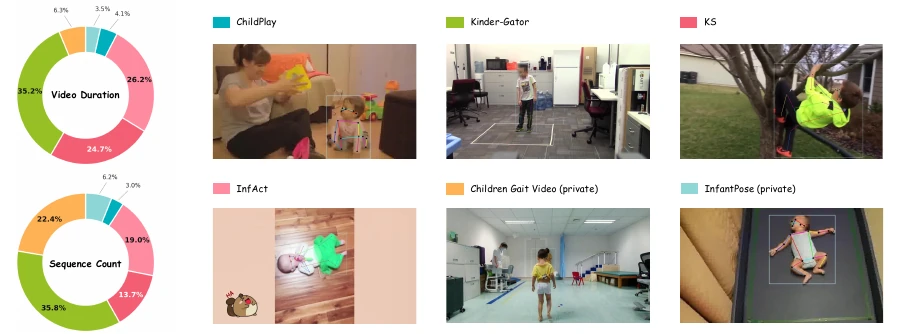 6.3%
3.5%
4.1%
26.2%
24.7%
35.2%
Video Duration
ChildPlay
Kinder-Gator
KS
6.2%
3.0%
19.0%
13.7%
35.8%
22.4%
Sequence Count
InfAct
Children Gait Video (private)
InfantPose (private)
HA